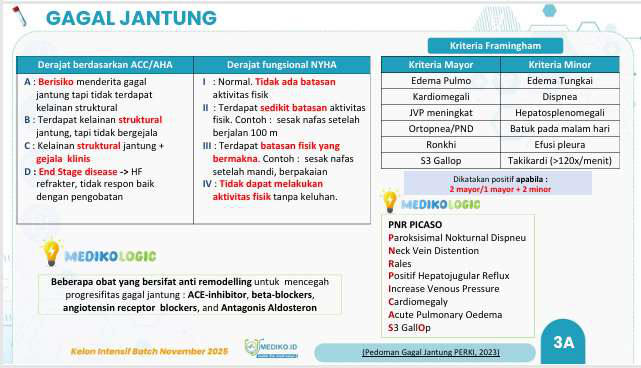 GAGAL JANTUNG
Derajat berdasarkan ACC/AHA
A : Berisiko menderita gagal
jantung tapi tidak terdapat
kelainan struktural
B : Terdapat kelainan struktural
jantung, tapi tidak bergejala
C : Kelainan struktural jantung +
gejala klinis
D : End Stage disease -> HF
refrakter, tidak respon baik
dengan pengobatan
Derajat fungsional NYHA
I : Normal. Tidak ada batasan
aktivitas fisik
II : Terdapat sedikit batasan aktivitas
fisik. Contoh : sesak nafas setelah
berjalan 100 m
III : Terdapat batasan fisik yang
bermakna. Contoh : sesak nafas
setelah mandi, berpakaian
IV : Tidak dapat melakukan
aktivitas fisik tanpa keluhan.
Kriteria Framingham
Kriteria Mayor Kriteria Minor
Edema Pulmo Edema Tungkai
Kardiomegali Dispnea
JVP meningkat Hepatosplenomegali
Ortopnea/PND Batuk pada malam hari
Ronkhi Efusi pleura
S3 Gallop Takikardi (>120x/menit)
Dikatakan positif apabila :
2 mayor/1 mayor + 2 minor
MEDIKOLOGIC
PNR PICASO
Paroksisimal Nokturnal Dispneu
Neck Vein Distention
Rales
Positif Hepatojugular Reflux
Increase Venous Pressure
Cardiomegaly
Acute Pulmonary Oedema
S3 GallOp
MEDIKOLOGIC
Beberapa obat yang bersifat anti remodelling untuk mencegah
progresifitas gagal jantung : ACE-inhibitor, beta-blockers,
angiotensin receptor blockers, and Antagonis Aldosteron
Kelon Intensif Batch November 2025
MEDIKO.ID
(Pedoman Gagal Jantung PERKI, 2023)
3A